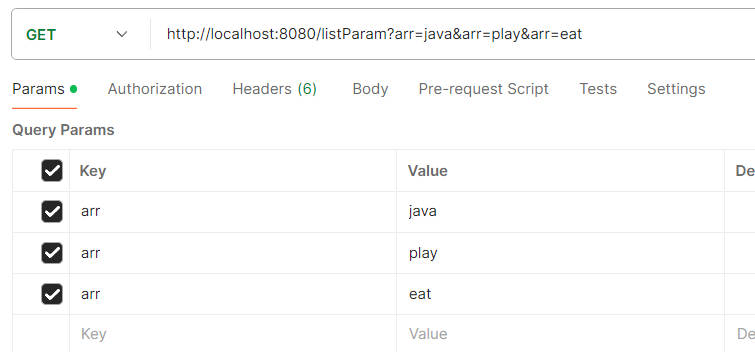 GET http://localhost:8080/listParam?arr=java&arr=play&arr=eat
Params Authorization Headers (6) Body Pre-request Script Tests Settings
Query Params
Key Value De
arr java
arr play
arr eat
Key Value De